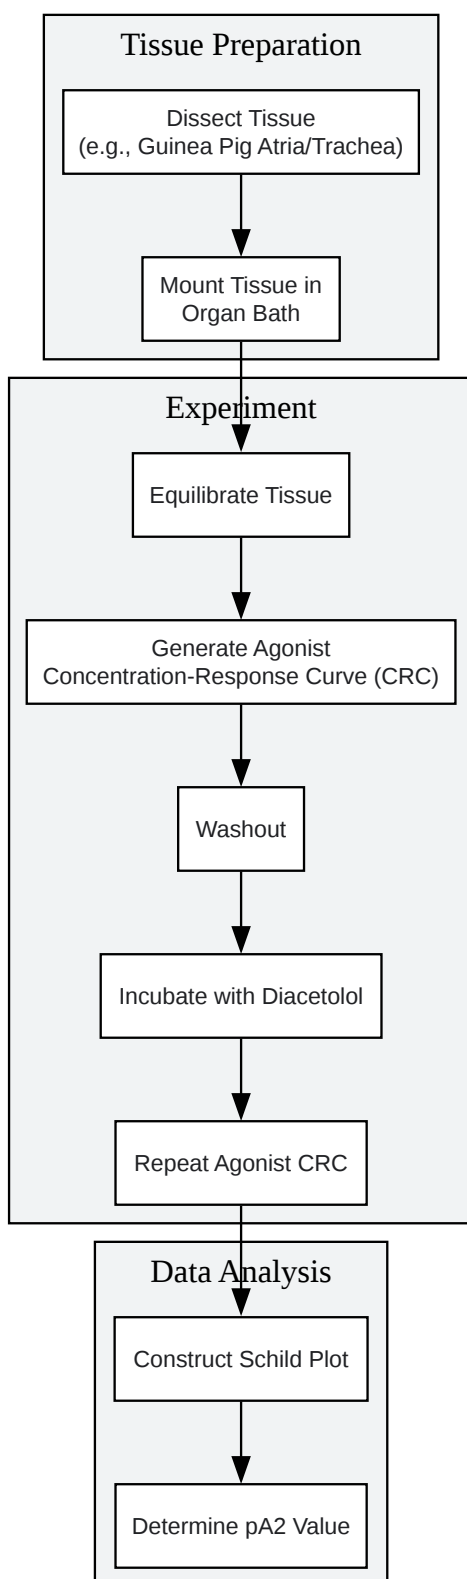 Tissue Preparation
Dissect Tissue
(e.g., Guinea Pig Atria/Trachea)
Mount Tissue in
Organ Bath
Experiment
Equilibrate Tissue
Generate Agonist
Concentration-Response Curve (CRC)
Washout
Incubate with Diacetolol
Repeat Agonist CRC
Data Analysis
Construct Schild Plot
Determine pA2 Value